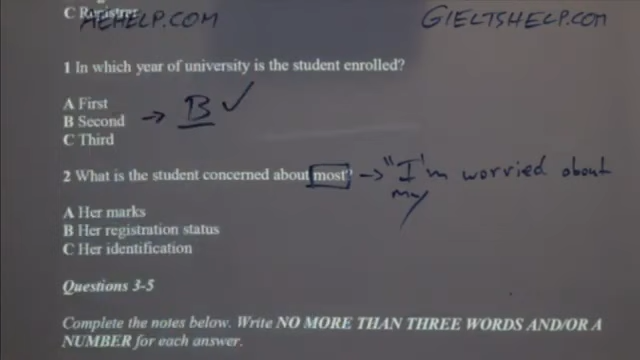 C Registrar
AEHELP.COM
GIELTSHELP.COM
1 In which year of university is the student enrolled?
A First
B Second
C Third
→ B ✓
2 What is the student concerned about most?
→ "I'm worried about
my
A Her marks
B Her registration status
C Her identification
Questions 3-5
Complete the notes below. Write NO MORE THAN THREE WORDS AND/OR A
NUMBER for each answer.